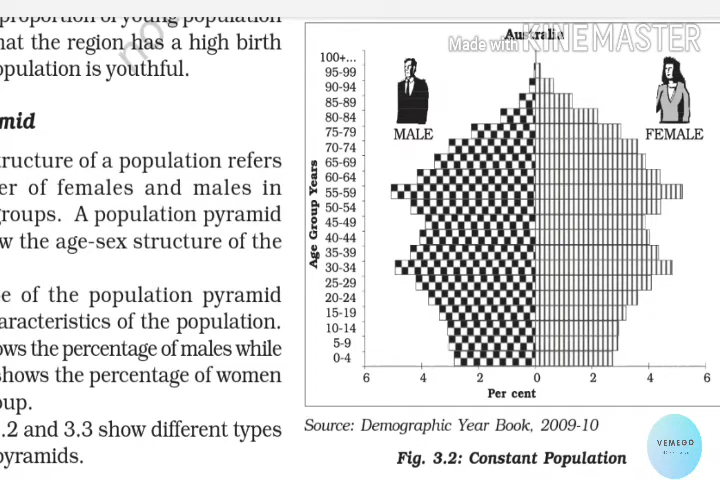 proportion of young population
hat the region has a high birth
opulation is youthful.
mid
tructure of a population refers
er of females and males in
groups. A population pyramid
w the age-sex structure of the
e of the population pyramid
aracteristics of the population.
ows the percentage of males while
shows the percentage of women
oup.
.2 and 3.3 show different types
pyramids.
Australia
Made with KINEMASTER
100+...
95-99
90-94
85-89
80-84
75-79
70-74
65-69
60-64
55-59
50-54
45-49
40-44
35-39
30-34
25-29
20-24
15-19
10-14
5-9
0-4
Age Group Years
MALE
FEMALE
6 4 2 0 2 4 6
Per cent
Source: Demographic Year Book, 2009-10
Fig. 3.2: Constant Population
VEMEGO